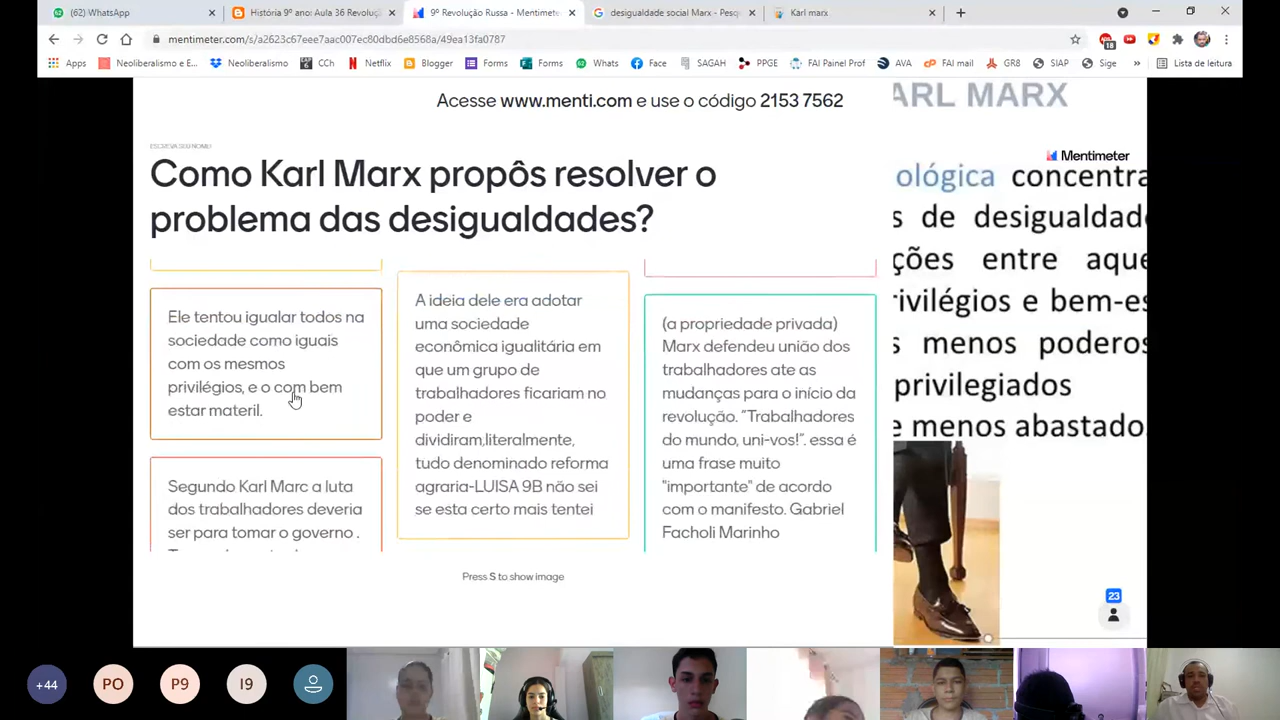 (62) WhatsApp
História 9º ano: Aula 36 Revoluç
9º Revolução Russa - Mentimete
desigualdade social Marx - Pesq
Karl marx
mentimeter.com/s/a2623c67eee7aac007ec80dbd6e8568a/49ea13fa0787
18
Apps
Neoliberalismo e E...
Neoliberalismo
CCh
Netflix
Blogger
Forms
Forms
Whats
Face
SAGAH
PPGE
FAI Painel Prof
AVA
FAI mail
GR8
SIAP
Sige
»
Lista de leitura
Acesse www.menti.com e use o código 2153 7562
ARL MARX
ESCREVA SEU NOME!
Mentimeter
Como Karl Marx propôs resolver o
problema das desigualdades?
ológica concentra
s de desigualdad
ções entre aque
rivilégios e bem-es
s menos poderos
privilegiados
e menos abastado
Ele tentou igualar todos na
sociedade como iguais
com os mesmos
privilégios, e o com bem
estar materil.
Segundo Karl Marc a luta
dos trabalhadores deveria
ser para tomar o governo .
A ideia dele era adotar
uma sociedade
econômica igualitária em
que um grupo de
trabalhadores ficariam no
poder e
dividiram,literalmente,
tudo denominado reforma
agraria-LUISA 9B não sei
se esta certo mais tentei
(a propriedade privada)
Marx defendeu união dos
trabalhadores ate as
mudanças para o início da
revolução. “Trabalhadores
do mundo, uni-vos!”. essa é
uma frase muito
"importante" de acordo
com o manifesto. Gabriel
Facholi Marinho
Press S to show image
23
+44
PO
P9
I9